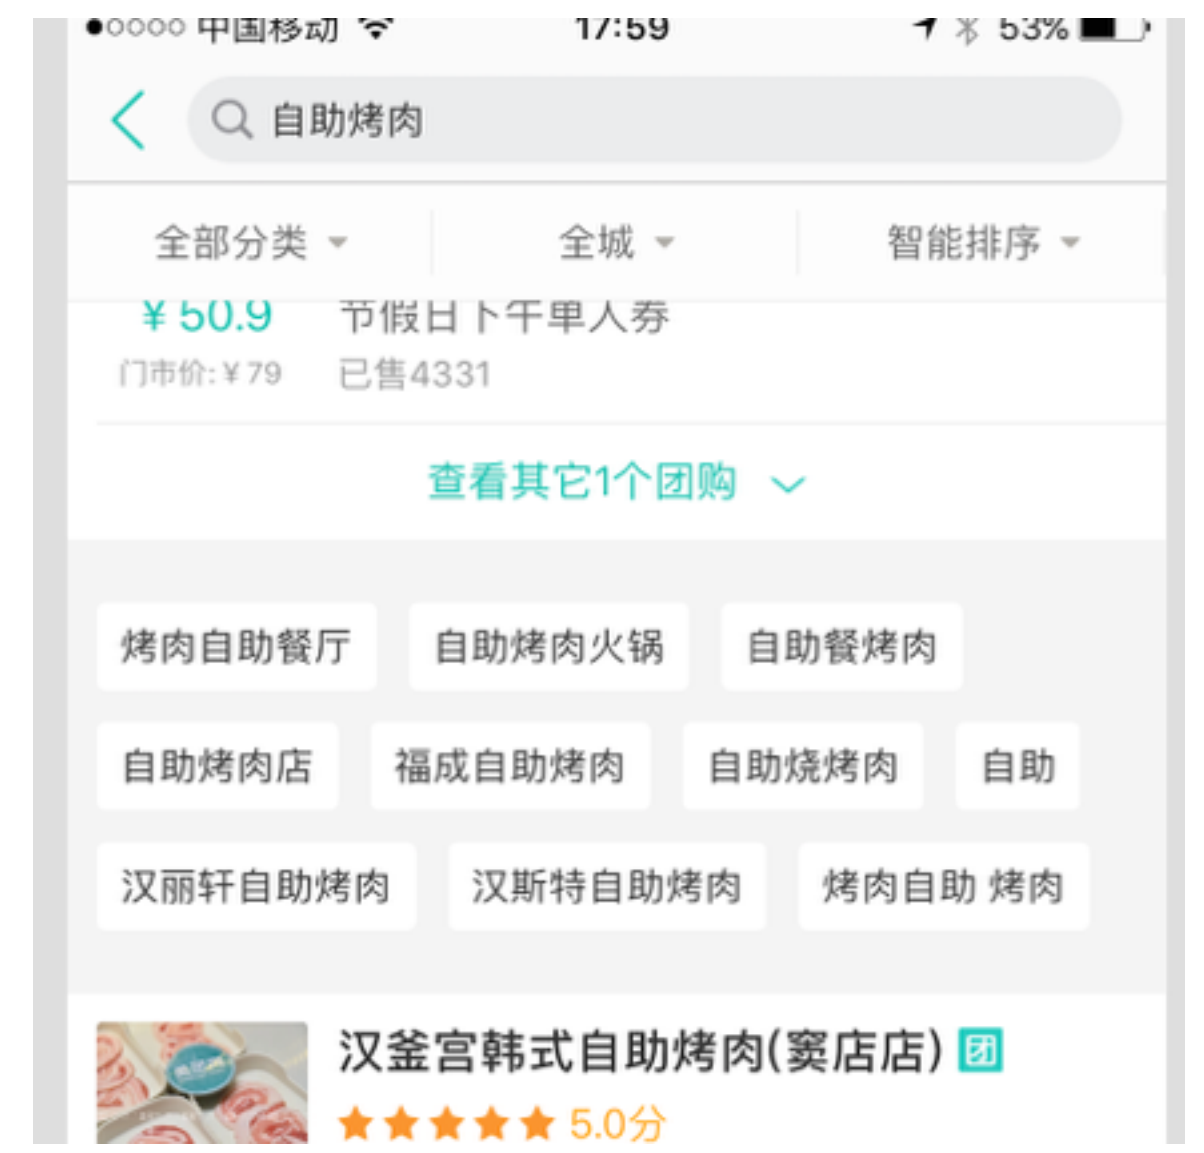 中国移动 17:59 53%
自助烤肉
全部分类 全城 智能排序
¥50.9 节假日下午单人券
门市价:¥79 已售4331
查看其它1个团购
烤肉自助餐厅 自助烤肉火锅 自助餐烤肉
自助烤肉店 福成自助烤肉 自助烧烤肉 自助
汉丽轩自助烤肉 汉斯特自助烤肉 烤肉自助 烤肉
汉釜宫韩式自助烤肉(窦店店) 团
5.0分